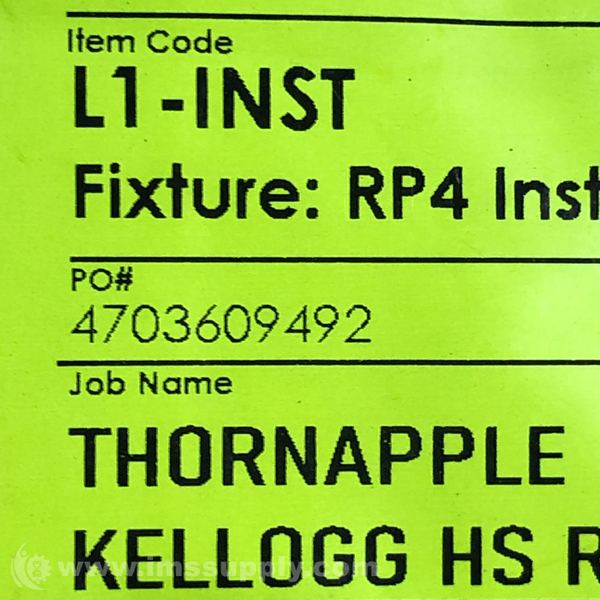 Item Code
L1-INST
Fixture: RP4 Inst
PO#
4703609492
Job Name
THORNAPPLE
KELLOGG HS R
www.imssupply.com